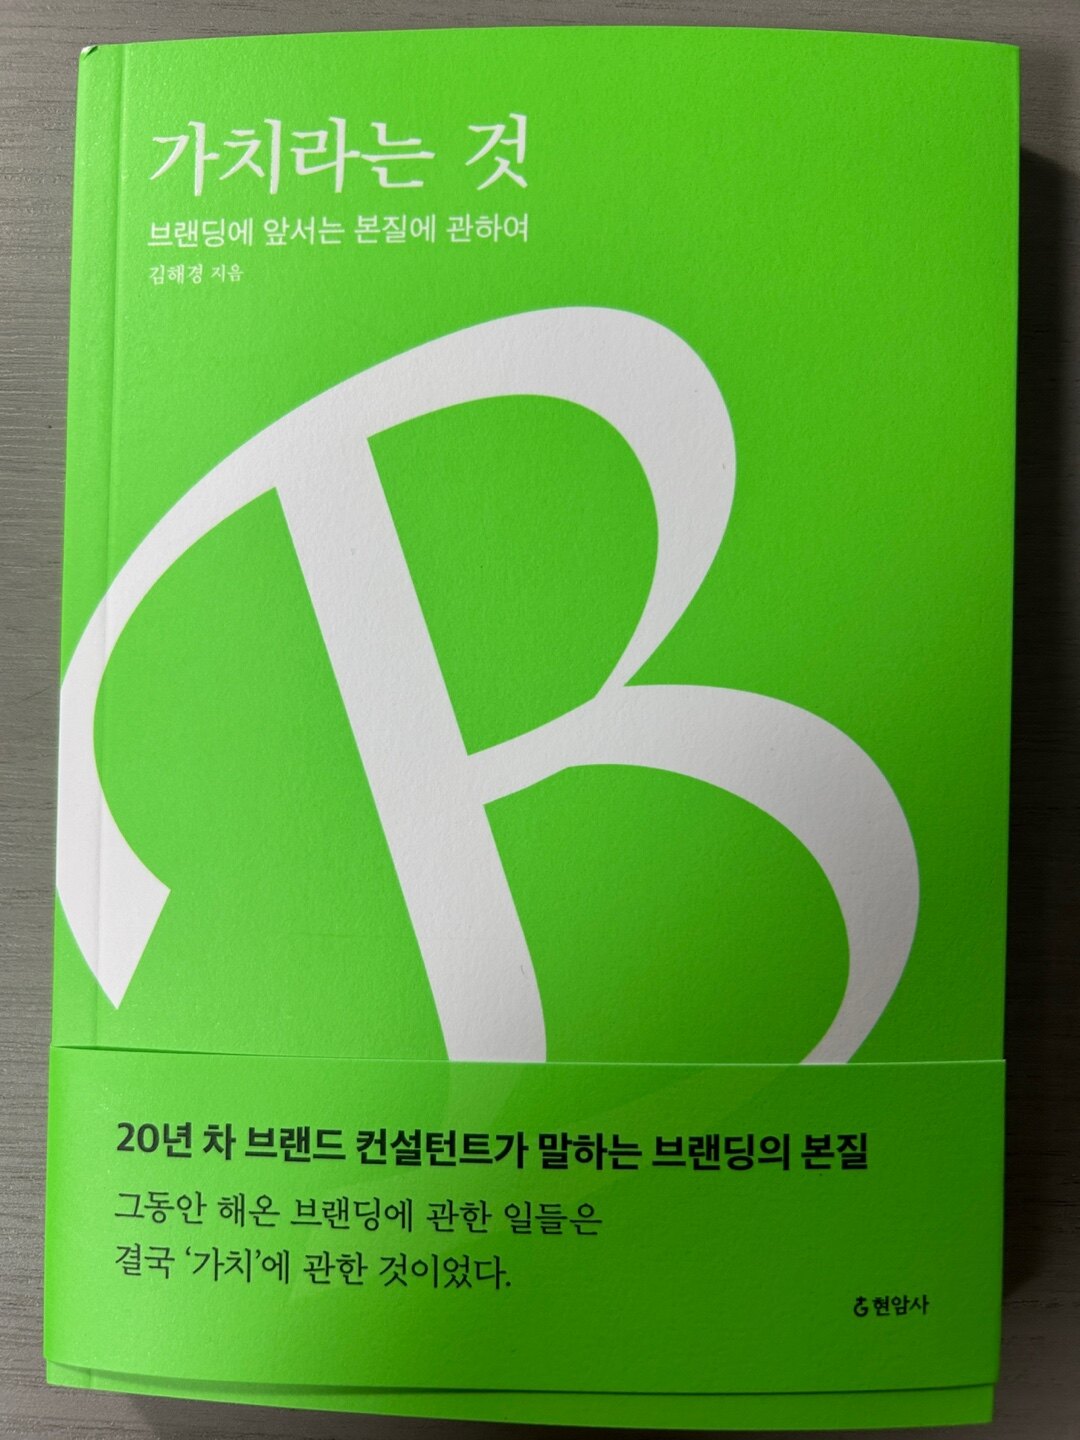 가치라는 것
브랜딩에 앞서는 본질에 관하여
김해경 지음
B
20년 차 브랜드 컨설턴트가 말하는 브랜딩의 본질
그동안 해온 브랜딩에 관한 일들은
결국 ‘가치’에 관한 것이었다.
현암사